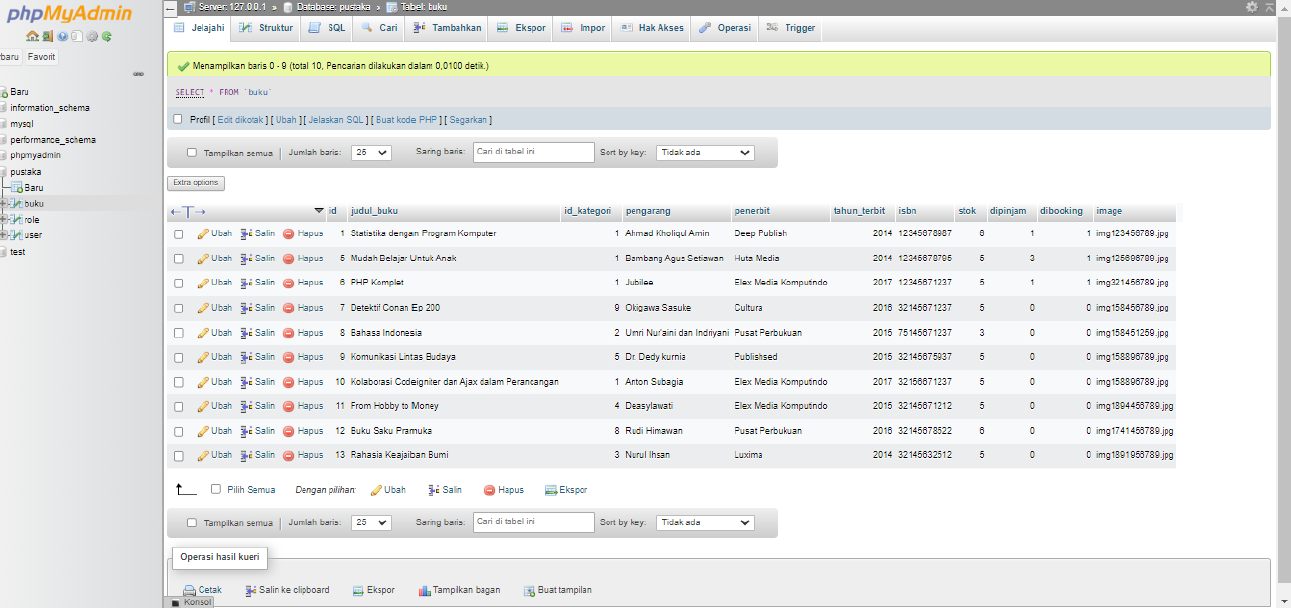 phpMyAdmin
Server: 127.0.0.1 » Database: pustaka » Tabel: buku
Jelajahi Struktur SQL Cari Tambahkan Ekspor Impor Hak Akses Operasi Trigger
baru Favorit
Baru
information_schema
mysql
performance_schema
phpmyadmin
pustaka
Baru
buku
role
user
test
Menampilkan baris 0 - 9 (total 10, Pencarian dilakukan dalam 0,0100 detik.)
SELECT * FROM `buku`
Profil [ Edit dikotak ] [ Ubah ] [ Jelaskan SQL ] [ Buat kode PHP ] [ Segarkan ]
Tampilkan semua | Jumlah baris: 25 Saring baris: Cari di tabel ini Sort by key: Tidak ada
Extra options
←T→ id judul_buku id_kategori pengarang penerbit tahun_terbit isbn stok dipinjam dibooking image
Ubah Salin Hapus 1 Statistika dengan Program Komputer 1 Ahmad Kholiqul Amin Deep Publish 2014 12345678987 6 1 1 img123456789.jpg
Ubah Salin Hapus 5 Mudah Belajar Untuk Anak 1 Bambang Agus Setiawan Huta Media 2014 12345678795 5 3 1 img125698789.jpg
Ubah Salin Hapus 6 PHP Komplet 1 Jubilee Elex Media Komputindo 2017 12345671237 5 1 1 img321456789.jpg
Ubah Salin Hapus 7 Detektif Conan Ep 200 9 Okigawa Sasuke Cultura 2016 32145671237 5 0 0 img158456789.jpg
Ubah Salin Hapus 8 Bahasa Indonesia 2 Umri Nur'aini dan Indriyani Pusat Perbukuan 2015 75145671237 3 0 0 img158451259.jpg
Ubah Salin Hapus 9 Komunikasi Lintas Budaya 5 Dr. Dedy kurnia Publishsed 2015 32145675937 5 0 0 img158896789.jpg
Ubah Salin Hapus 10 Kolaborasi Codeigniter dan Ajax dalam Perancangan 1 Anton Subagia Elex Media Komputindo 2017 32156671237 5 0 0 img158896789.jpg
Ubah Salin Hapus 11 From Hobby to Money 4 Deasylawati Elex Media Komputindo 2015 32145671212 5 0 0 img1894456789.jpg
Ubah Salin Hapus 12 Buku Saku Pramuka 8 Rudi Himawan Pusat Perbukuan 2016 32145678522 6 0 0 img1741456789.jpg
Ubah Salin Hapus 13 Rahasia Keajaiban Bumi 3 Nurul Ihsan Luxima 2014 32145632512 5 0 0 img1891956789.jpg
Pilih Semua Dengan pilihan: Ubah Salin Hapus Ekspor
Tampilkan semua | Jumlah baris: 25 Saring baris: Cari di tabel ini Sort by key: Tidak ada
Operasi hasil kueri
Cetak Salin ke clipboard Ekspor Tampilkan bagan Buat tampilan
Konsol